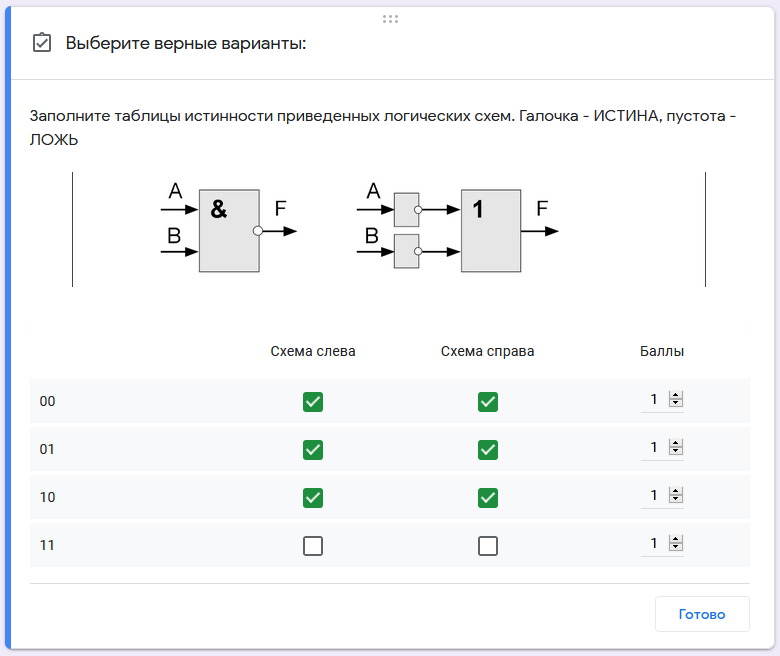 Выберите верные варианты:
Заполните таблицы истинности приведенных логических схем. Галочка - ИСТИНА, пустота -
ЛОЖЬ
A & F A 1 F
B B
Схема слева Схема справа Баллы
00 1
01 1
10 1
11 1
Готово